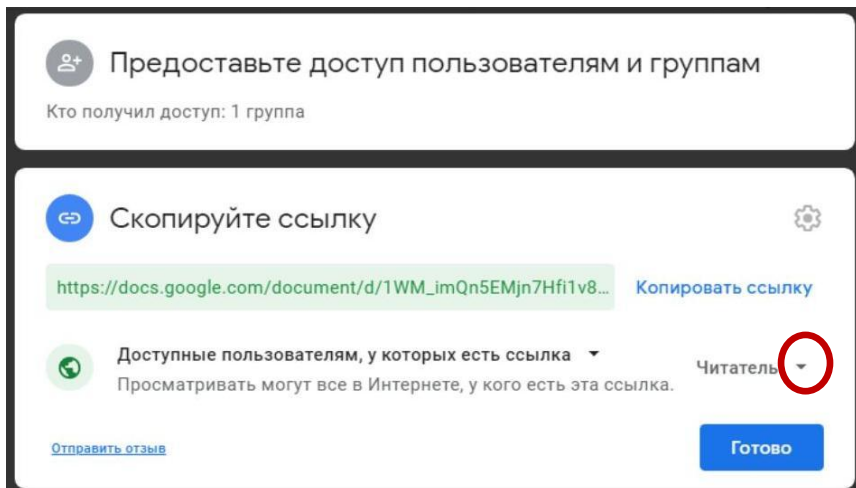 Предоставьте доступ пользователям и группам
Кто получил доступ: 1 группа
Скопируйте ссылку
https://docs.google.com/document/d/1WM_imQn5EMjn7Hfi1v8... Копировать ссылку
Доступные пользователям, у которых есть ссылка
Читатель
Просматривать могут все в Интернете, у кого есть эта ссылка.
Отправить отзыв Готово